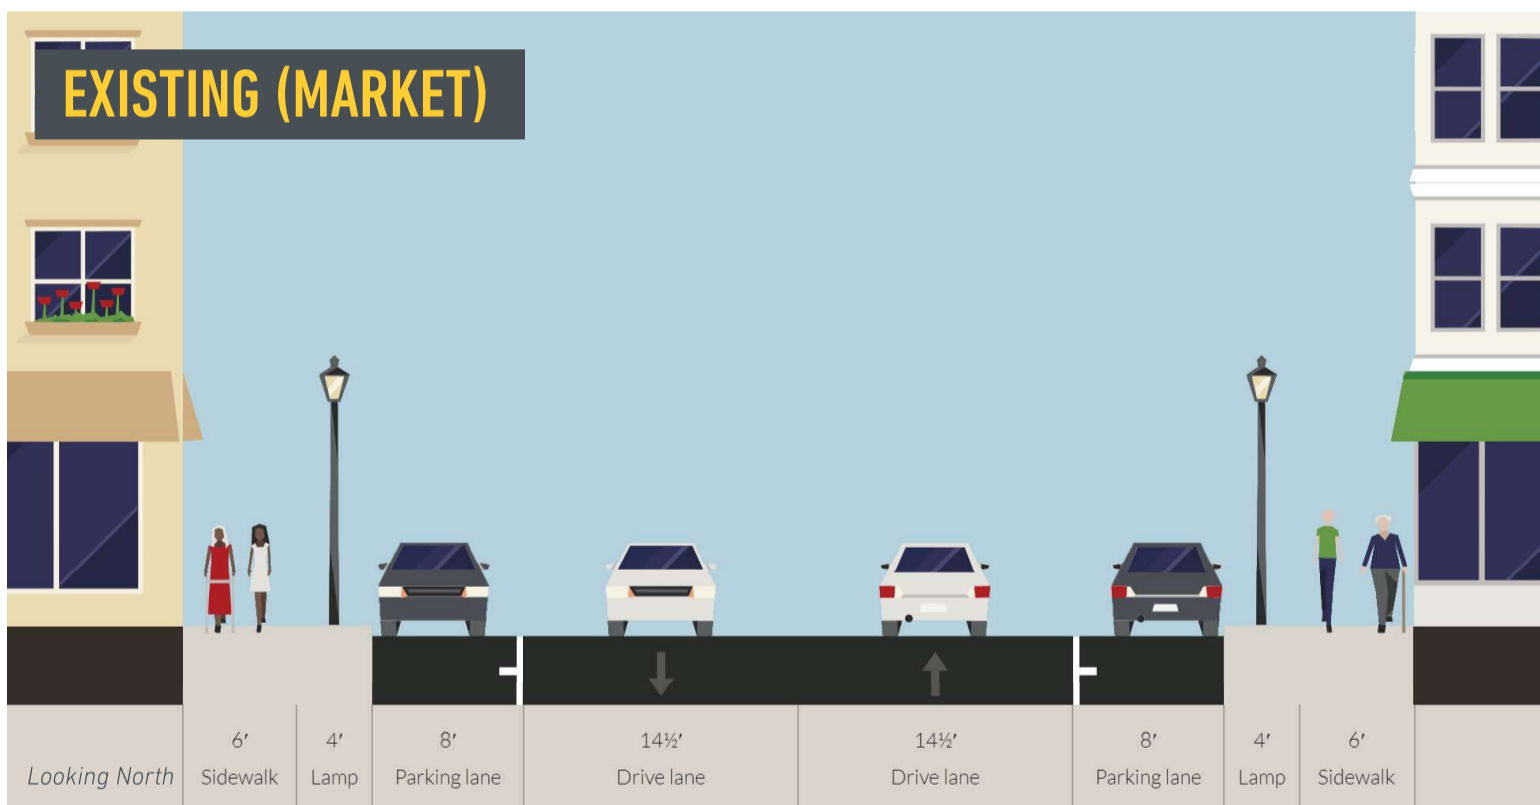 EXISTING (MARKET)
6′ 4′ 8′ 14½′ 14½′ 8′ 4′ 6′
Looking North Sidewalk Lamp Parking lane Drive lane Drive lane Parking lane Lamp Sidewalk